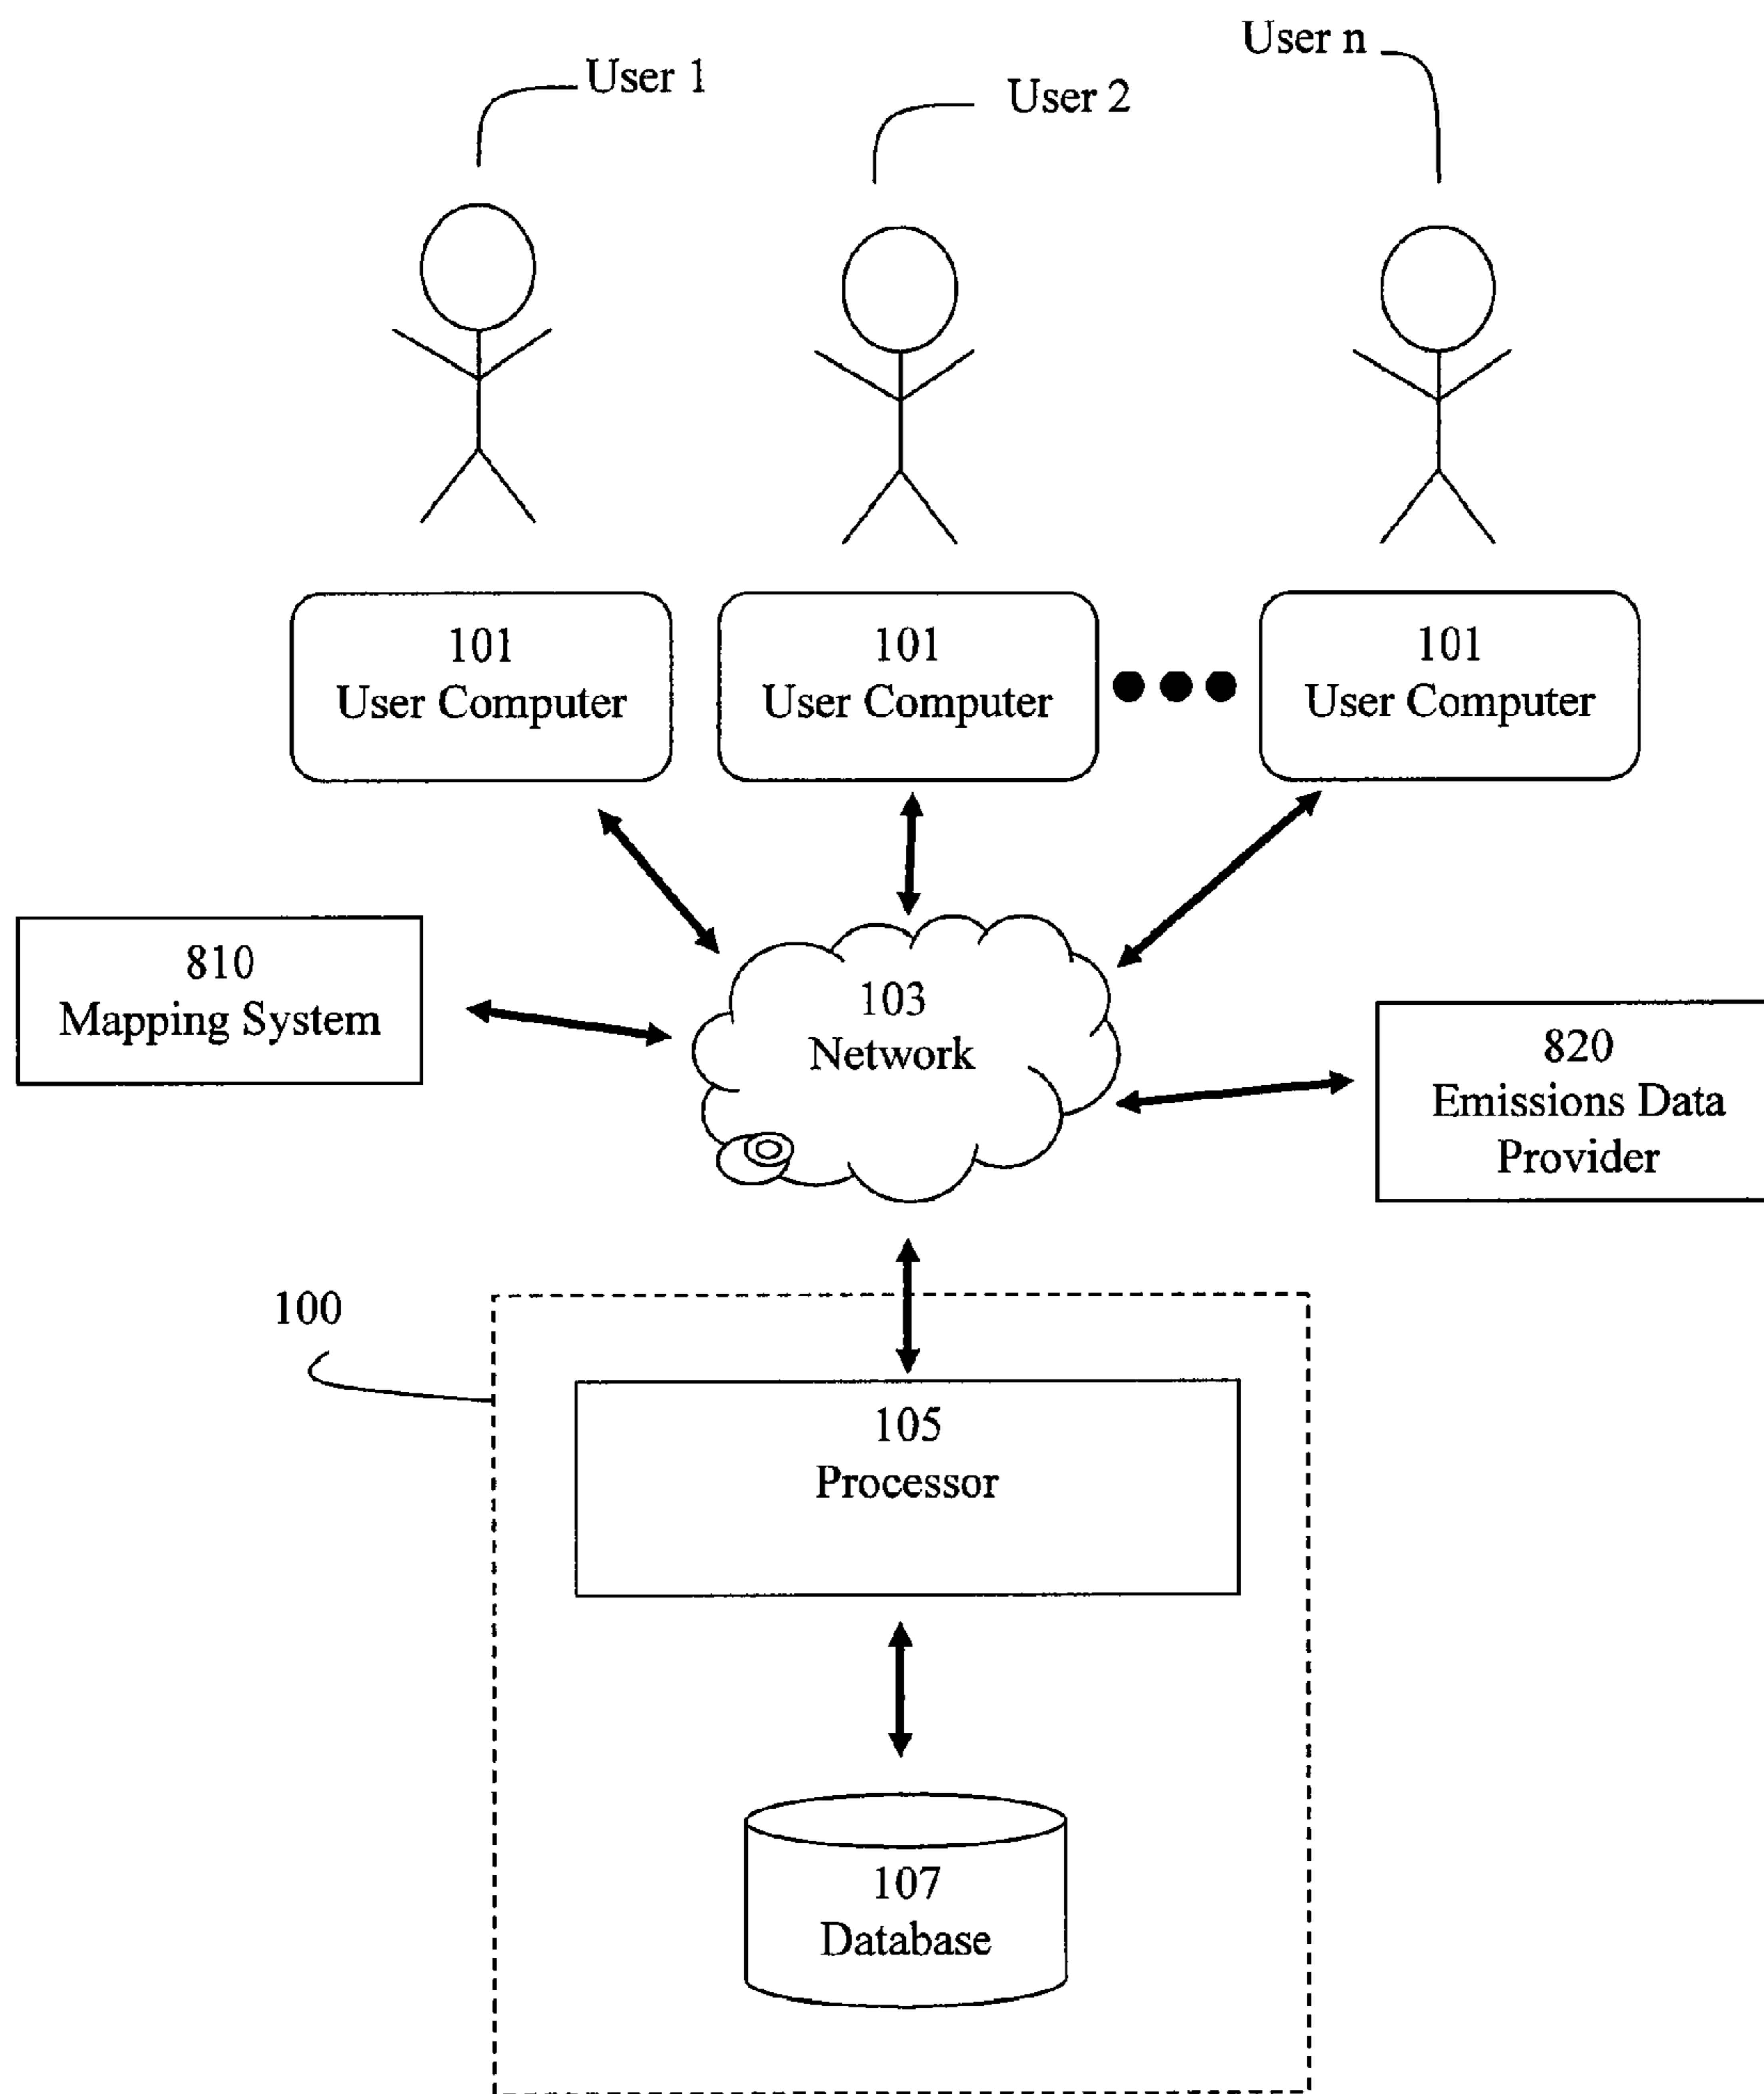 User n
User 1
User 2
101
User Computer
101
User Computer
101
User Computer
810
Mapping System
103
Network
820
Emissions Data
Provider
100
105
Processor
107
Database